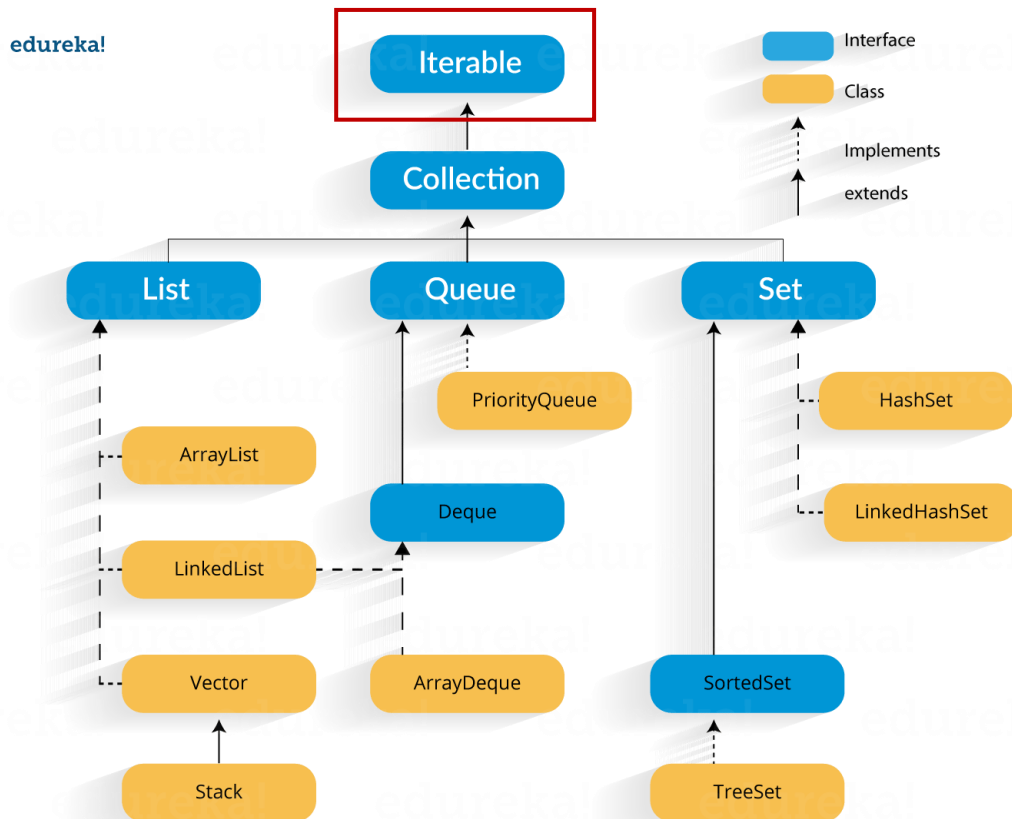 edureka!
Iterable
Interface
Class
Implements
extends
Collection
List
Queue
Set
PriorityQueue
HashSet
ArrayList
Deque
LinkedHashSet
LinkedList
Vector
ArrayDeque
SortedSet
Stack
TreeSet